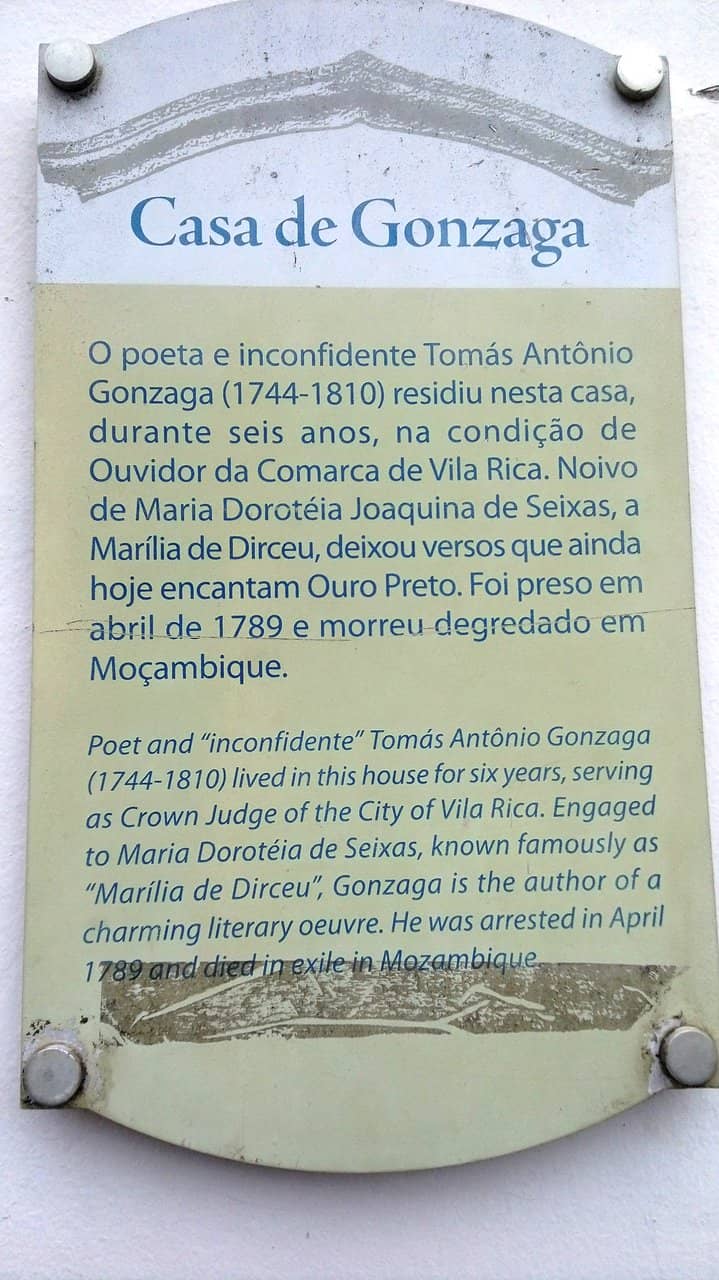 Casa de Gonzaga
O poeta e inconfidente Tomás Antônio
Gonzaga (1744-1810) residiu nesta casa,
durante seis anos, na condição de
Ouvidor da Comarca de Vila Rica. Noivo
de Maria Dorotéia Joaquina de Seixas, a
Marília de Dirceu, deixou versos que ainda
hoje encantam Ouro Preto. Foi preso em
abril de 1789 e morreu degredado em
Moçambique.
Poet and “inconfidente” Tomás Antônio Gonzaga
(1744-1810) lived in this house for six years, serving
as Crown Judge of the City of Vila Rica. Engaged
to Maria Dorotéia de Seixas, known famously as
“Marília de Dirceu”, Gonzaga is the author of a
charming literary oeuvre. He was arrested in April
1789 and died in exile in Mozambique.